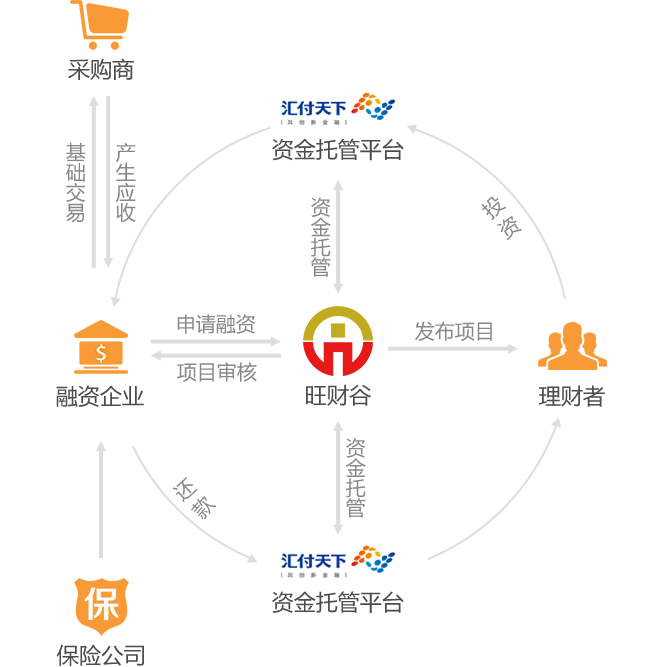 采购商
基础交易
产生应收
汇付天下
共创新金融
资金托管平台
投资
资金托管
申请融资
项目审核
发布项目
$
融资企业
旺财谷
理财者
还款
资金托管
保
保险公司
汇付天下
共创新金融
资金托管平台